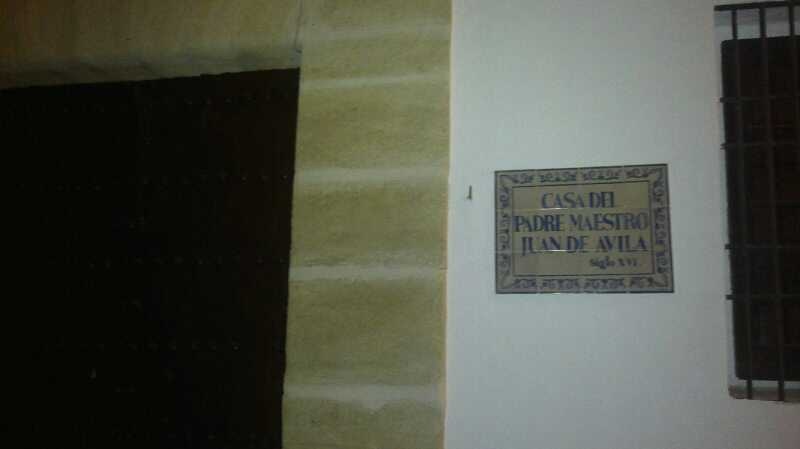 CASA DEL
PADRE MAESTRO
JUAN DE AVILA
Siglo XVI